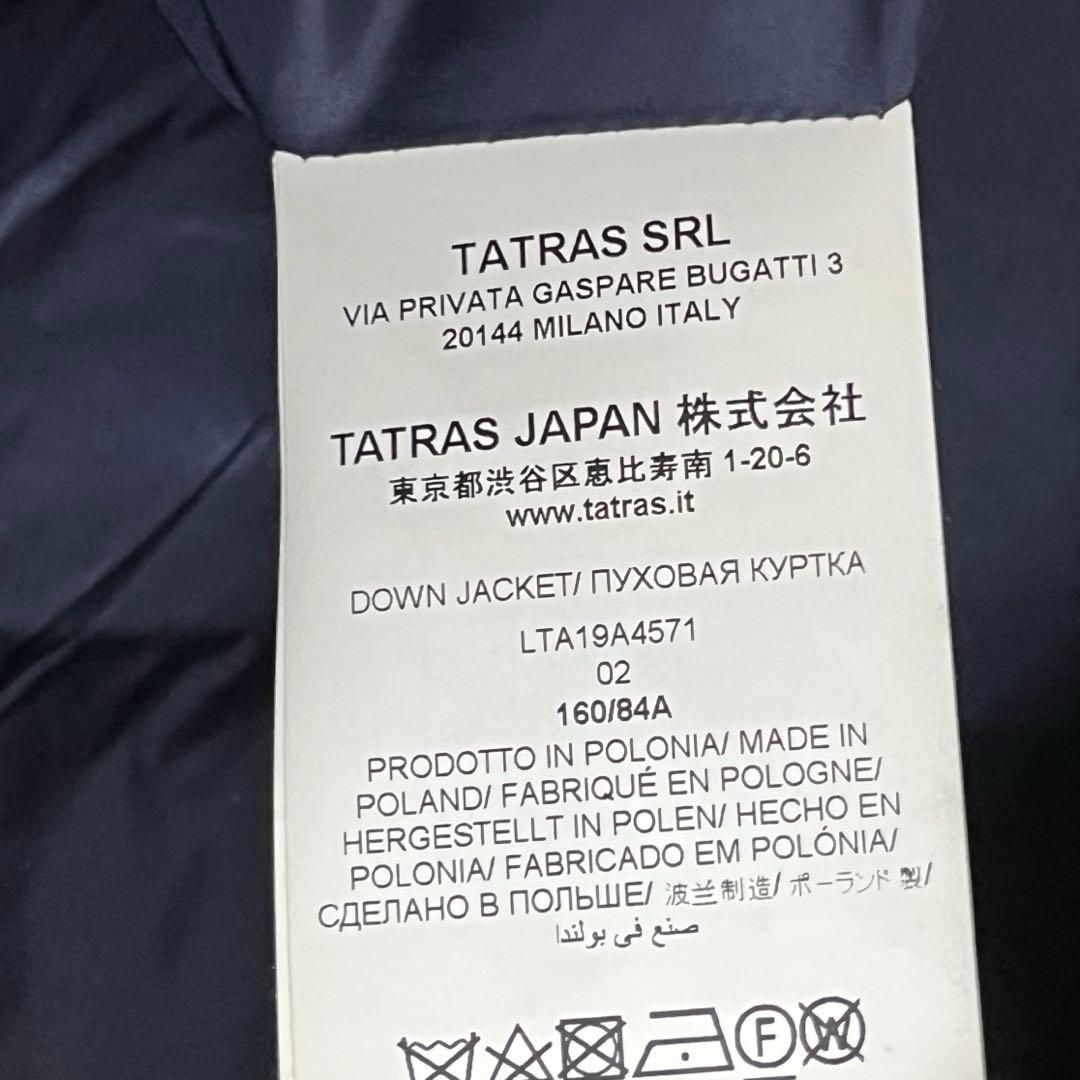 TATRAS SRL
VIA PRIVATA GASPARE BUGATTI 3
20144 MILANO ITALY
TATRAS JAPAN 株式会社
東京都渋谷区恵比寿南 1-20-6
www.tatras.it
DOWN JACKET/ ПУХОВАЯ КУРТКА
LTA19A4571
02
160/84A
PRODOTTO IN POLONIA/ MADE IN
POLAND/ FABRIQUÉ EN POLOGNE/
HERGESTELLT IN POLEN/ HECHO EN
POLONIA/ FABRICADO EM POLÓNIA/
СДЕЛАНО В ПОЛЬШЕ/ 波兰制造/ ポーランド 製/
صنع في بولندا
F W